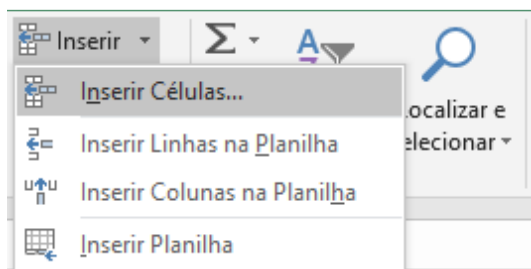 Inserir
Inserir Células...
Inserir Linhas na Planilha
Inserir Colunas na Planilha
Inserir Planilha
ocalizar e
elecionar